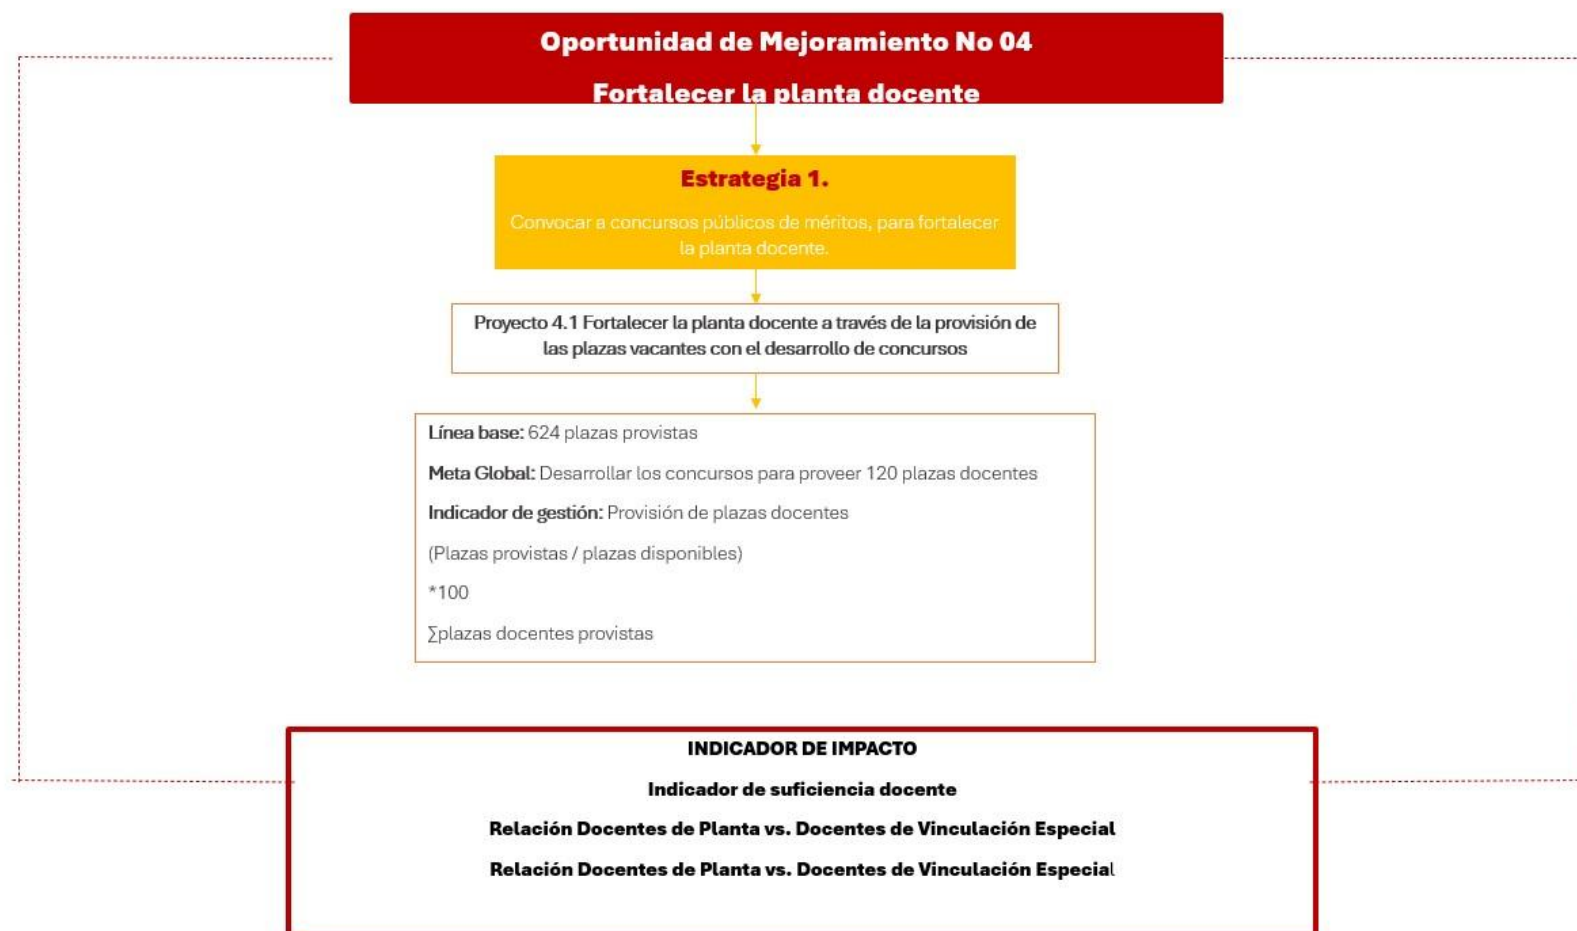 Oportunidad de Mejoramiento No 04
Fortalecer la planta docente
Estrategia 1.
Convocar a concursos públicos de méritos, para fortalecer
la planta docente.
Proyecto 4.1 Fortalecer la planta docente a través de la provisión de
las plazas vacantes con el desarrollo de concursos
Línea base: 624 plazas provistas
Meta Global: Desarrollar los concursos para proveer 120 plazas docentes
Indicador de gestión: Provisión de plazas docentes
(Plazas provistas / plazas disponibles)
*100
∑plazas docentes provistas
INDICADOR DE IMPACTO
Indicador de suficiencia docente
Relación Docentes de Planta vs. Docentes de Vinculación Especial
Relación Docentes de Planta vs. Docentes de Vinculación Especial